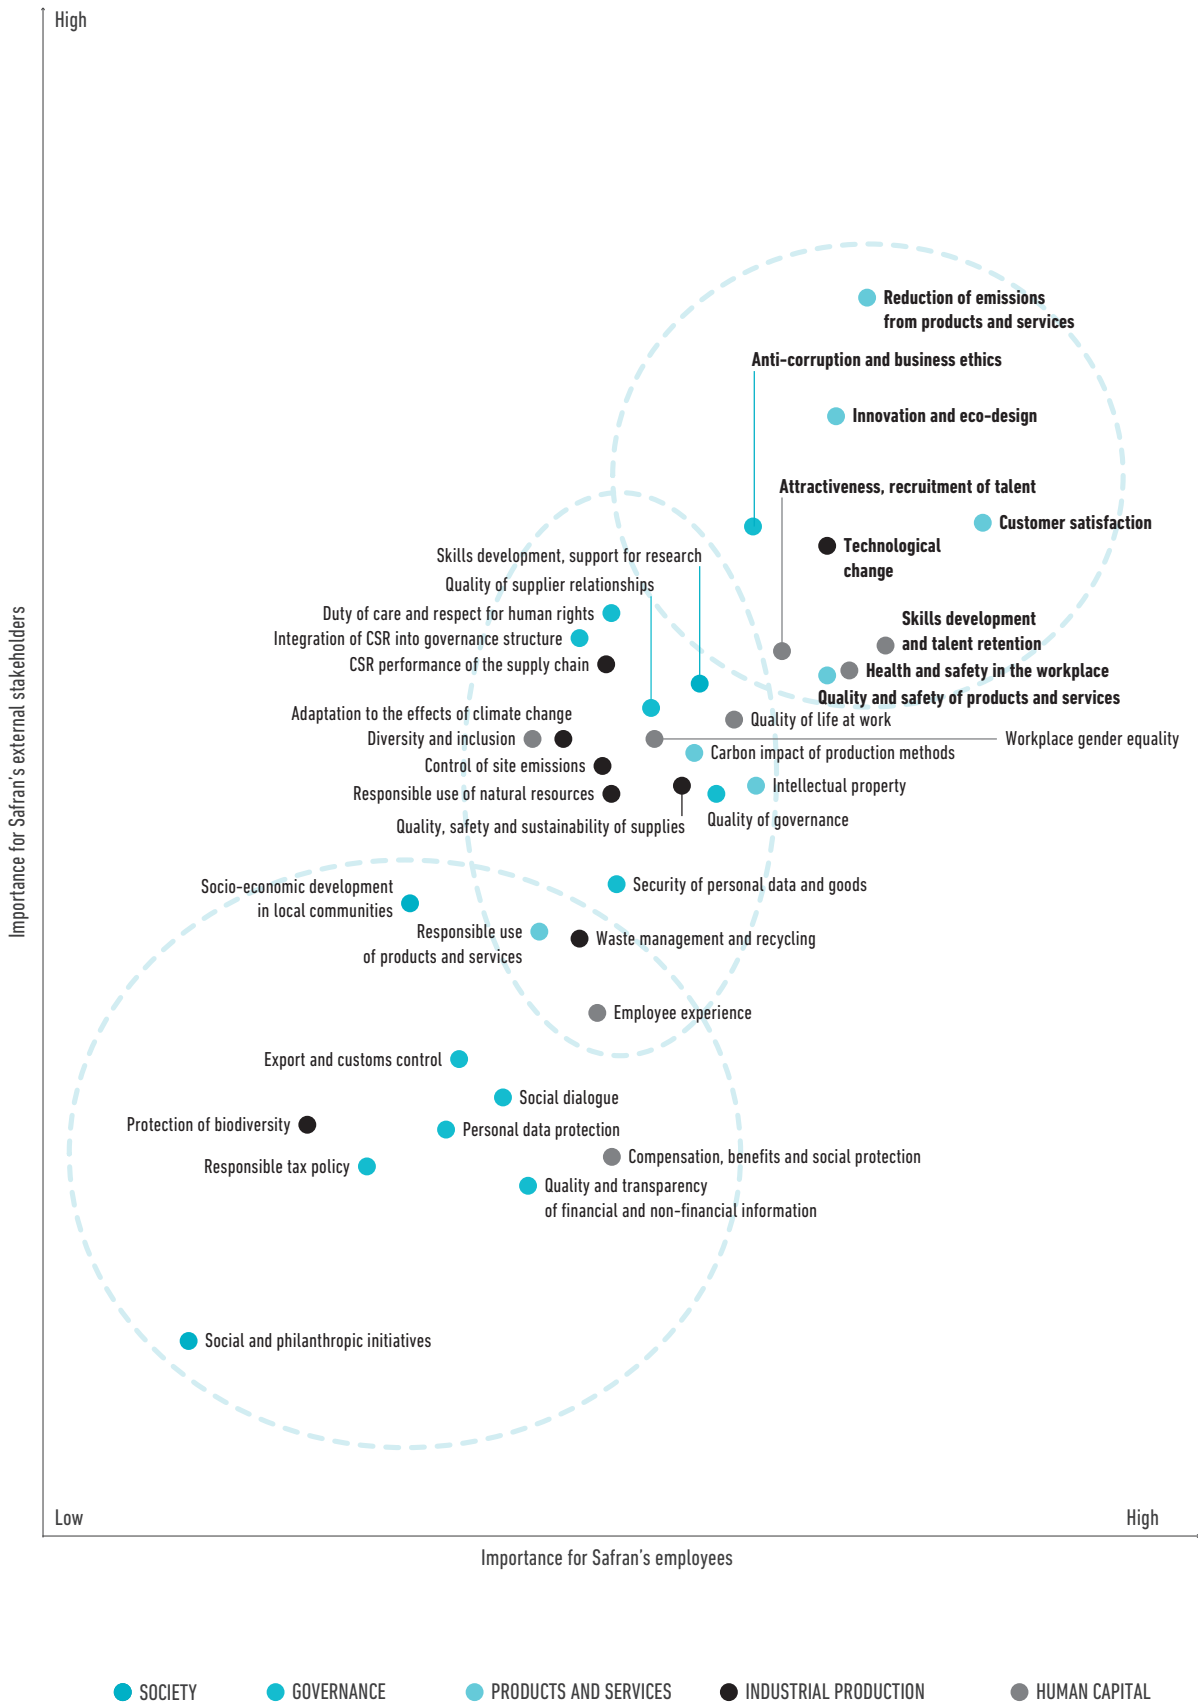 High
Reduction of emissions
from products and services
Anti-corruption and business ethics
Innovation and eco-design
Attractiveness, recruitment of talent
Customer satisfaction
Technological
change
Skills development, support for research
Quality of supplier relationships
Duty of care and respect for human rights
Skills development
and talent retention
Integration of CSR into governance structure
CSR performance of the supply chain
Health and safety in the workplace
Quality and safety of products and services
Adaptation to the effects of climate change
Quality of life at work
Diversity and inclusion
Workplace gender equality
Carbon impact of production methods
Control of site emissions
Intellectual property
Responsible use of natural resources
Quality of governance
Quality, safety and sustainability of supplies
Importance for Safran's external stakeholders
Socio-economic development
in local communities
Security of personal data and goods
Responsible use
of products and services
Waste management and recycling
Employee experience
Export and customs control
Social dialogue
Protection of biodiversity
Personal data protection
Compensation, benefits and social protection
Responsible tax policy
Quality and transparency
of financial and non-financial information
Social and philanthropic initiatives
Low
High
Importance for Safran's employees
SOCIETY
GOVERNANCE
PRODUCTS AND SERVICES
INDUSTRIAL PRODUCTION
HUMAN CAPITAL